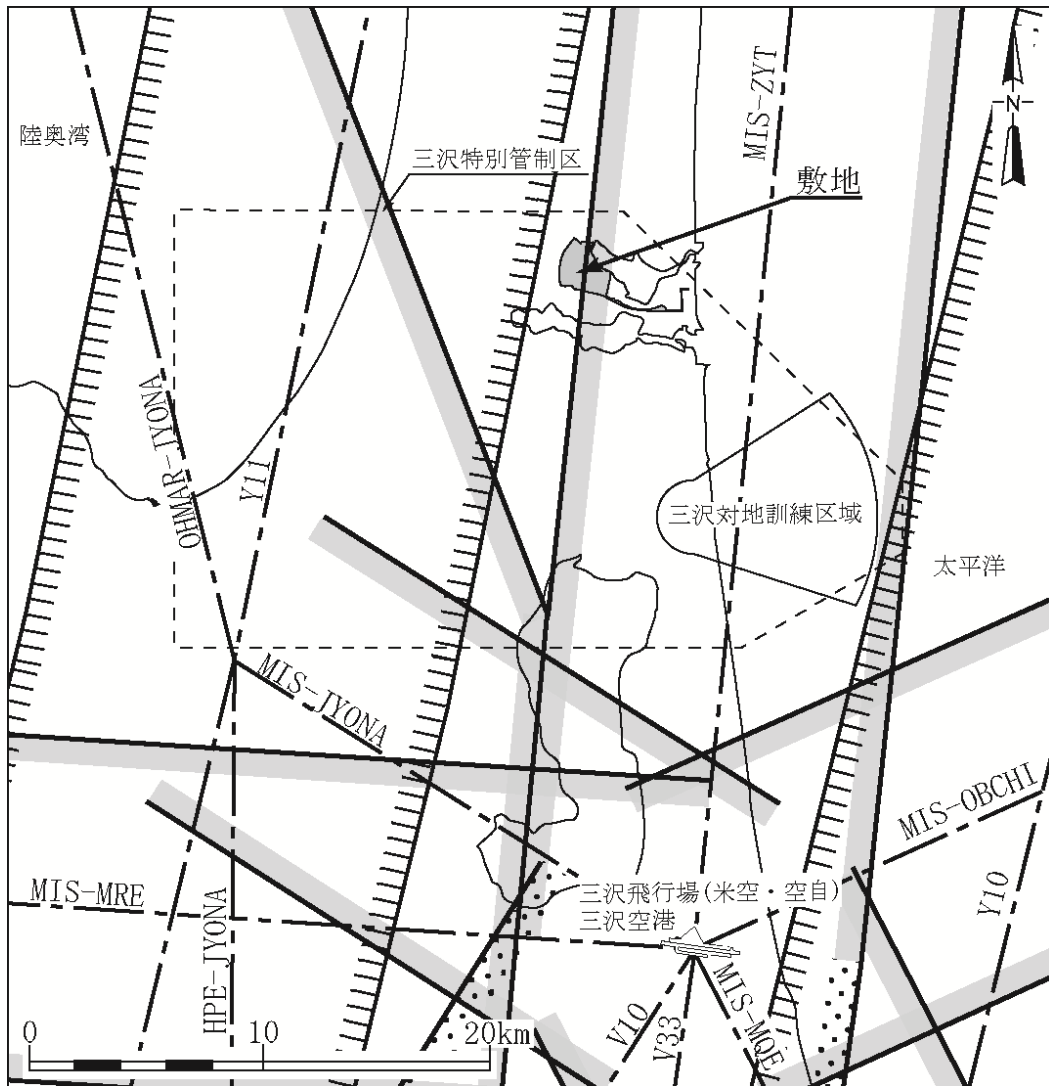 陸奥湾
三沢特別管制区
敷地
MIS-ZYT
N
OHMAR-JYONA
Y11
三沢対地訓練区域
太平洋
MIS-JYONA
MIS-OBCHI
MIS-MRE
三沢飛行場(米空・空自)
三沢空港
Y10
HPE-JYONA
V10
V33
MIS-MQE
0 10 20km